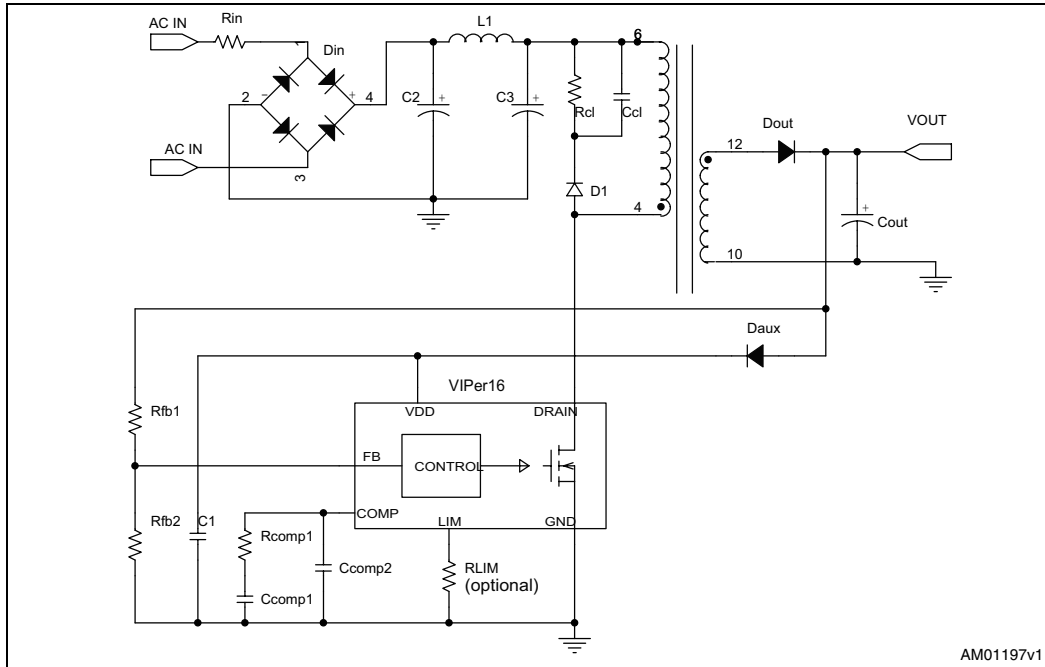 AC IN
Rin
L1
1
Din
6
2
-
+
4
C2
+
C3
+
Rcl
Ccl
AC IN
3
D1
4
12
Dout
VOUT
+
Cout
10
Daux
VIPer16
VDD
DRAIN
Rfb1
FB
CONTROL
Rfb2
C1
COMP
LIM
GND
Rcomp1
Ccomp2
RLIM
(optional)
Ccomp1
AM01197v1